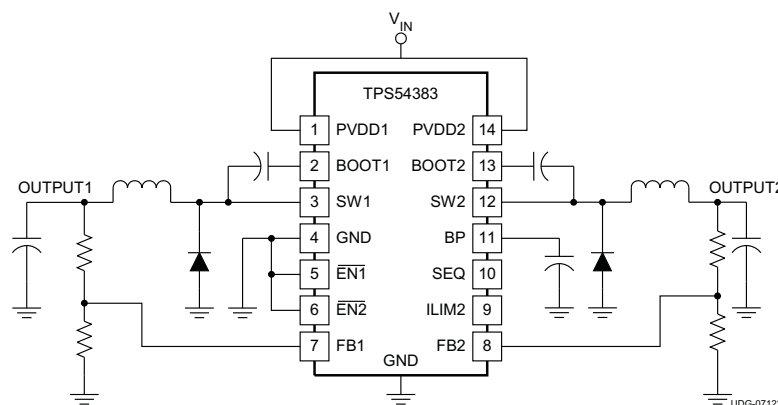 VIN
TPS54383
1 PVDD1 PVDD2 14
2 BOOT1 BOOT2 13
OUTPUT1 OUTPUT2
3 SW1 SW2 12
4 GND BP 11
5 EN1 SEQ 10
6 EN2 ILIM2 9
7 FB1 FB2 8
GND